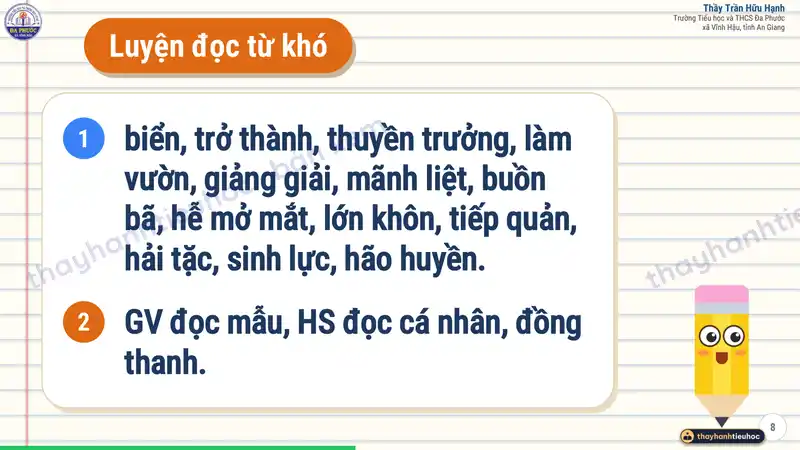 Thầy Trần Hữu Hạnh
Trường Tiểu học và THCS Đa Phước
xã Vĩnh Hậu, tỉnh An Giang
ĐA PHƯỚC
Luyện đọc từ khó
1
biển, trở thành, thuyền trưởng, làm
vườn, giảng giải, mãnh liệt, buồn
bã, hễ mở mắt, lớn khôn, tiếp quản,
hải tặc, sinh lực, hão huyền.
2
GV đọc mẫu, HS đọc cá nhân, đồng
thanh.
thayhanhtieuhoc
8